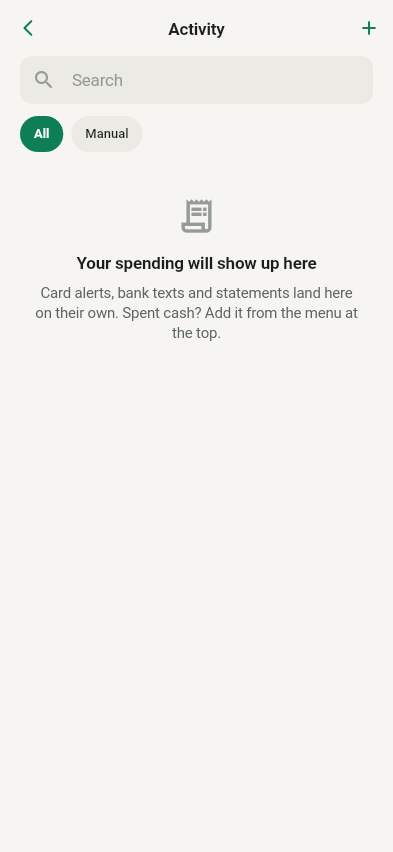 Activity
Search
All
Manual
Your spending will show up here
Card alerts, bank texts and statements land here
on their own. Spent cash? Add it from the menu at
the top.